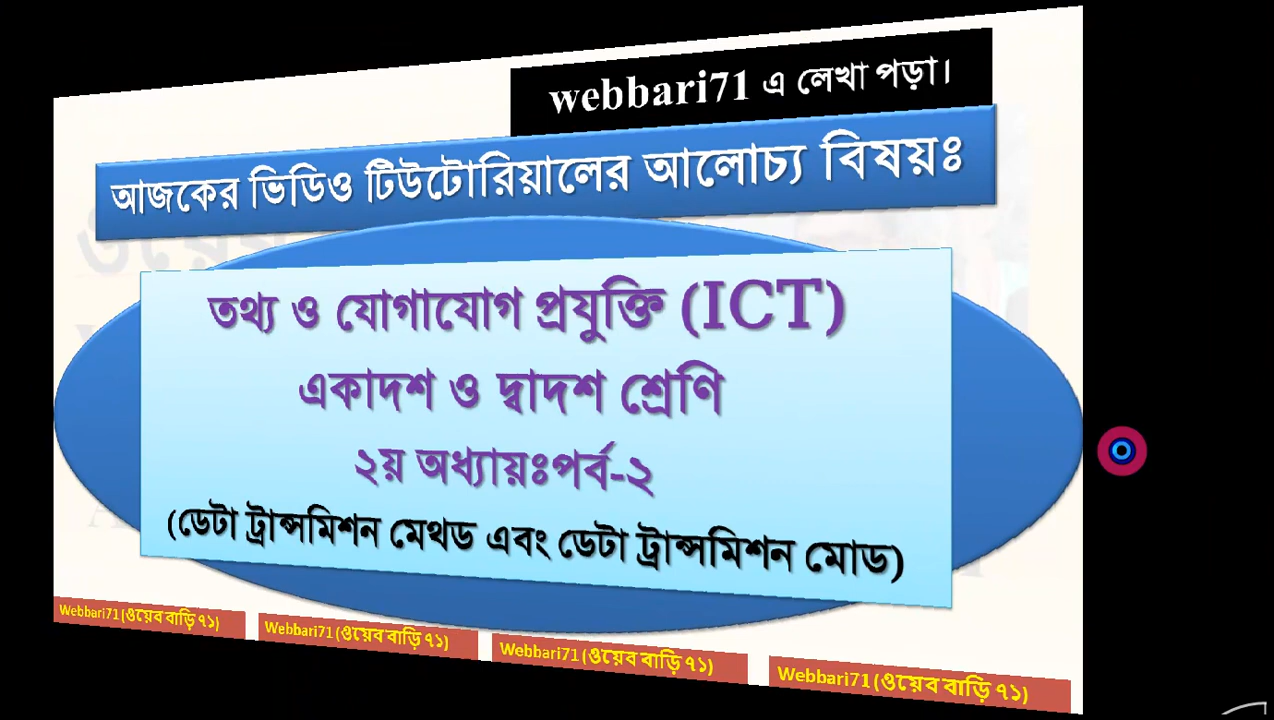 webbari71 এ লেখা পড়া।
আজকের ভিডিও টিউটোরিয়ালের আলোচ্য বিষয়ঃ
তথ্য ও যোগাযোগ প্রযুক্তি (ICT)
একাদশ ও দ্বাদশ শ্রেণি
২য় অধ্যায়ঃপর্ব-২
(ডেটা ট্রান্সমিশন মেথড এবং ডেটা ট্রান্সমিশন মোড)
Webbari71 (ওয়েব বাড়ি ৭১) Webbari71 (ওয়েব বাড়ি ৭১) Webbari71 (ওয়েব বাড়ি ৭১) Webbari71 (ওয়েব বাড়ি ৭১)